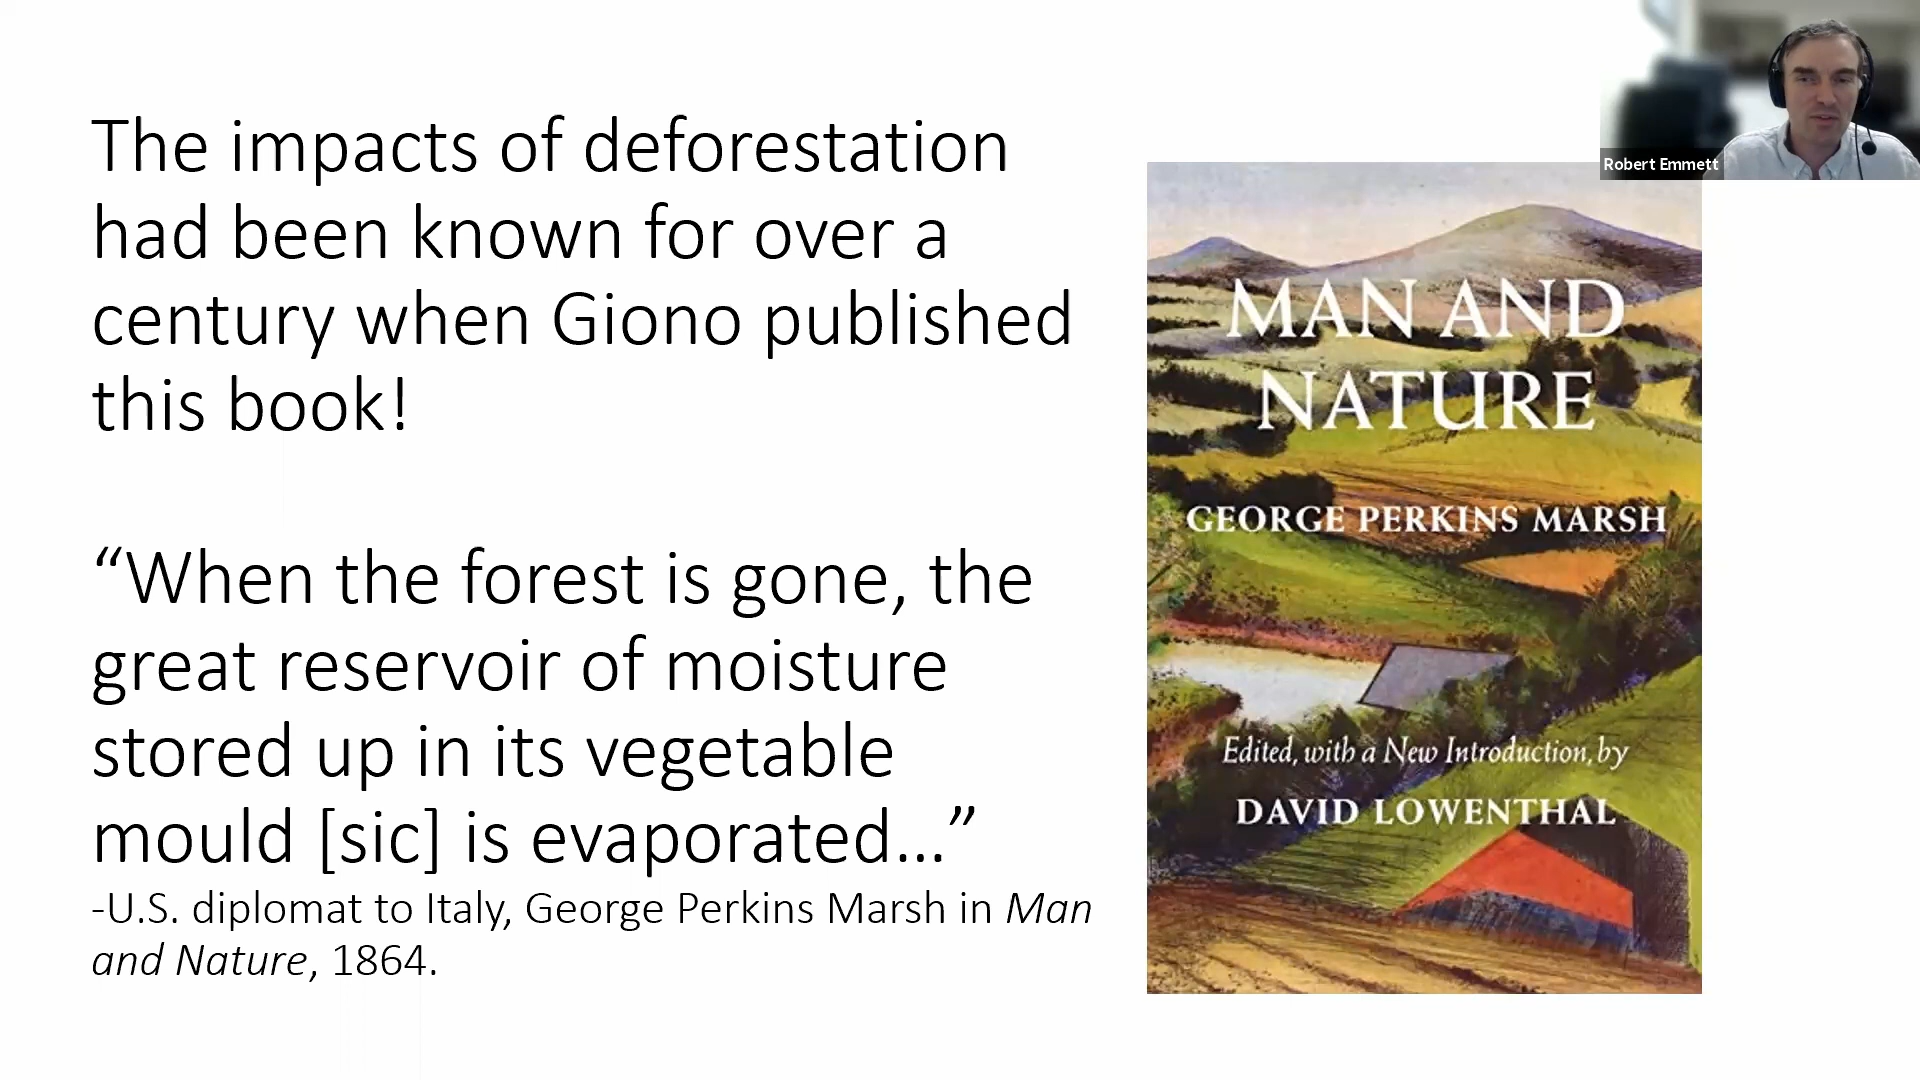 The impacts of deforestation
had been known for over a
century when Giono published
this book!
“When the forest is gone, the
great reservoir of moisture
stored up in its vegetable
mould [sic] is evaporated…”
-U.S. diplomat to Italy, George Perkins Marsh in Man
and Nature, 1864.
Robert Emmett
MAN AND
NATURE
GEORGE PERKINS MARSH
Edited, with a New Introduction, by
DAVID LOWENTHAL